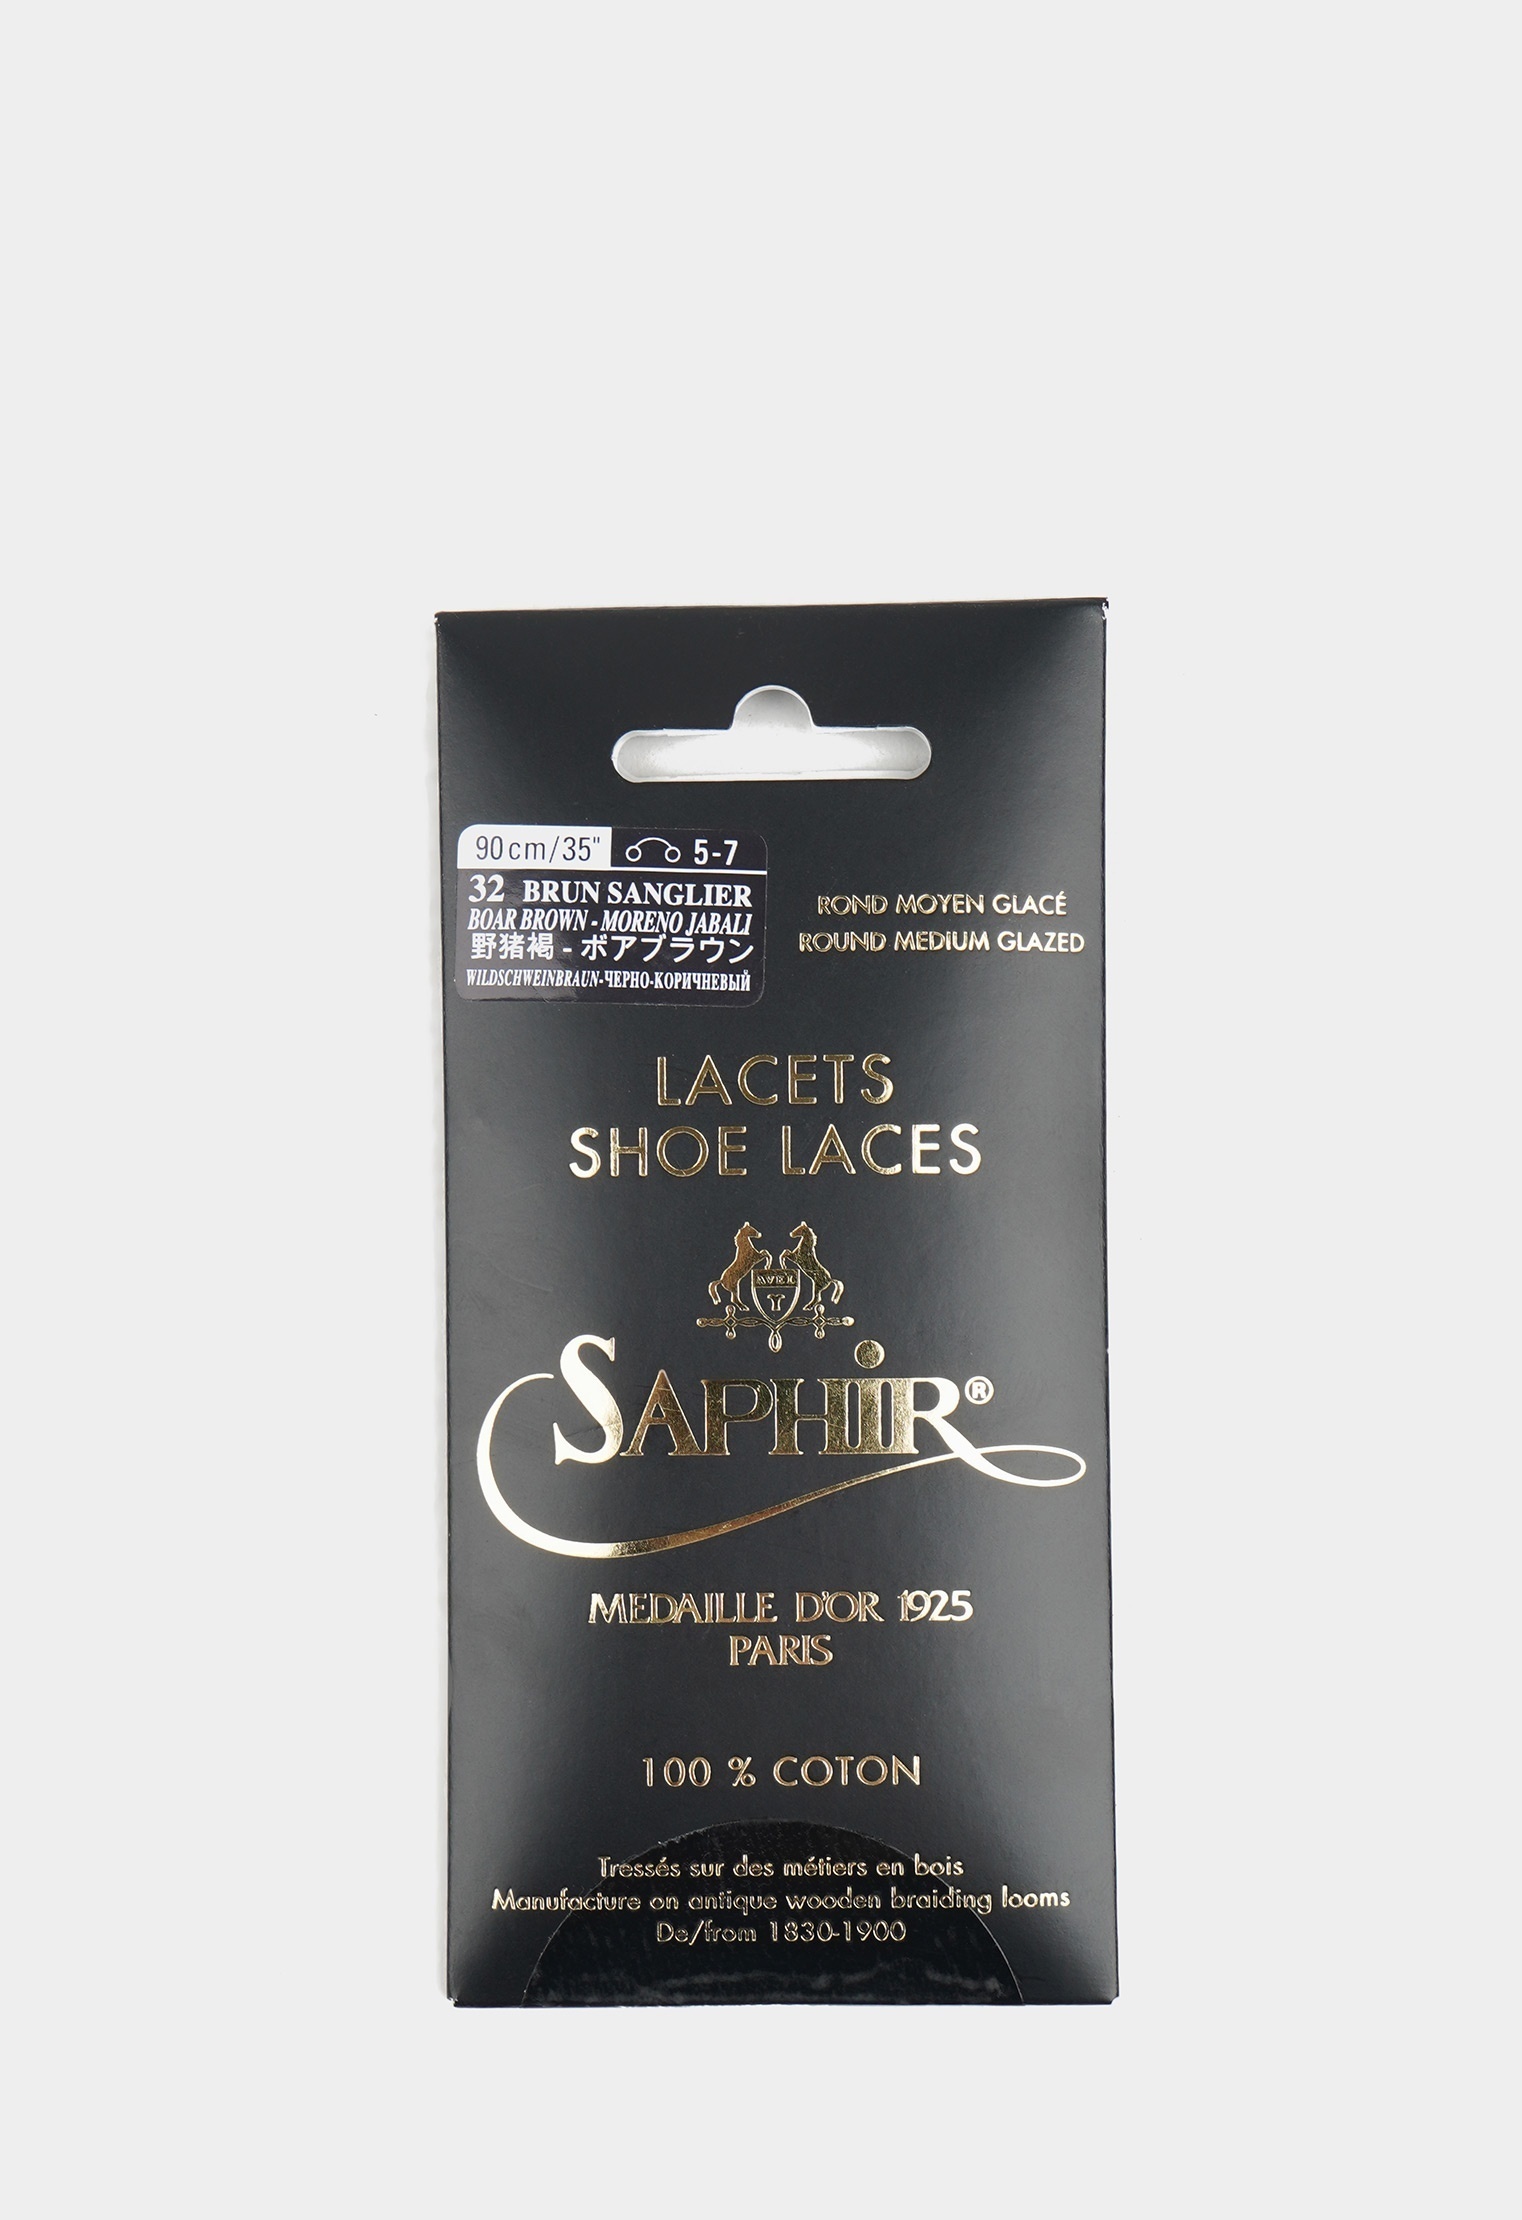 90cm/35" 5-7
32 BRUN SANGLIER
BOAR BROWN - MORENO JABALI
野猪褐 - ボアブラウン
WILDSCHWEINBRAUN-ЧЕРНО-КОРИЧНЕВЫЙ
ROND MOYEN GLACÉ
ROUND MEDIUM GLAZED
LACETS
SHOE LACES
AVEL
SAPHIR®
MEDAILLE D'OR 1925
PARIS
100 % COTON
Tressés sur des métiers en bois
Manufacture on antique wooden braiding looms
De/from 1830-1900